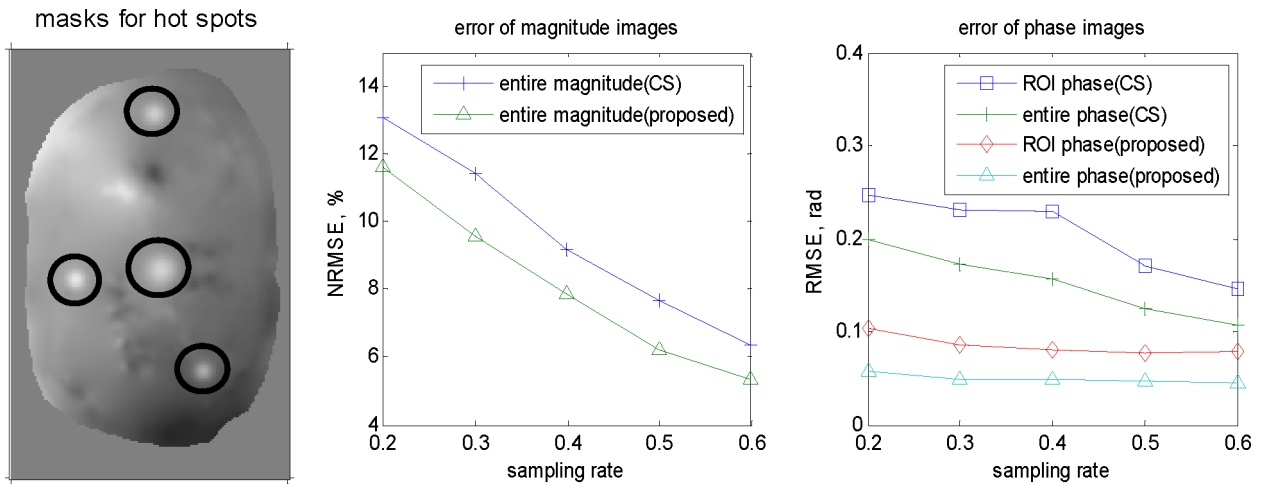 masks for hot spots
error of magnitude images
entire magnitude(CS)
entire magnitude(proposed)
NRMSE, %
14
12
10
8
6
4
0.2
0.3
0.4
0.5
0.6
sampling rate
error of phase images
ROI phase(CS)
entire phase(CS)
ROI phase(proposed)
entire phase(proposed)
RMSE, rad
0.4
0.3
0.2
0.1
0
0.2
0.3
0.4
0.5
0.6
sampling rate